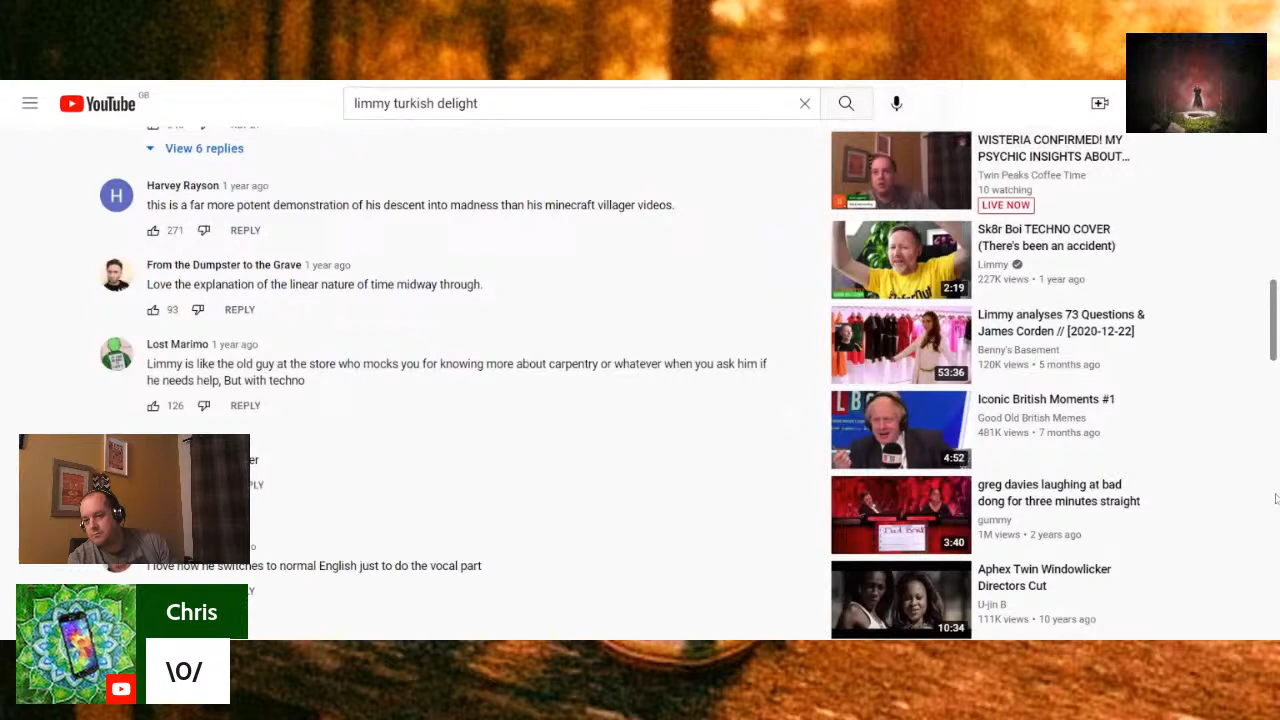 YouTube GB
limmy turkish delight
View 6 replies
Harvey Rayson 1 year ago
this is a far more potent demonstration of his descent into madness than his minecraft villager videos.
271 REPLY
From the Dumpster to the Grave 1 year ago
Love the explanation of the linear nature of time midway through.
93 REPLY
Lost Marimo 1 year ago
Limmy is like the old guy at the store who mocks you for knowing more about carpentry or whatever when you ask him if
he needs help, But with techno
126 REPLY
I love how he switches to normal English just to do the vocal part
Chris
\O/
WISTERIA CONFIRMED! MY
PSYCHIC INSIGHTS ABOUT...
Twin Peaks Coffee Time
10 watching
LIVE NOW
2:19
Sk8r Boi TECHNO COVER
(There's been an accident)
Limmy
227K views • 1 year ago
53:36
Limmy analyses 73 Questions &
James Corden // [2020-12-22]
Benny's Basement
120K views • 5 months ago
4:52
Iconic British Moments #1
Good Old British Memes
481K views • 7 months ago
3:40
greg davies laughing at bad
dong for three minutes straight
gummy
1M views • 2 years ago
10:34
Aphex Twin Windowlicker
Directors Cut
U-jin B
111K views • 10 years ago